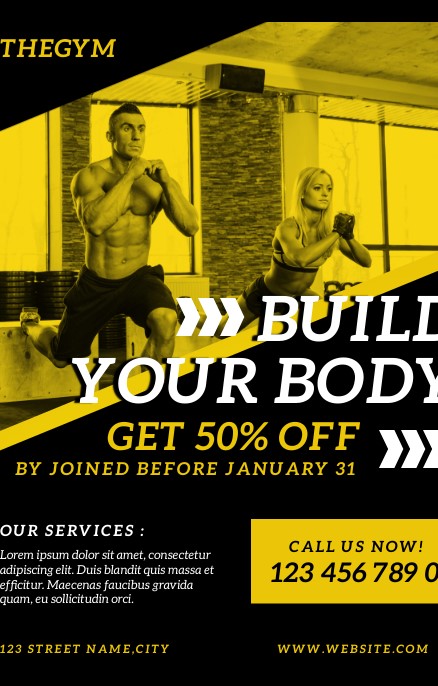 THEGYM
BUILD
YOUR BODY
GET 50% OFF
BY JOINED BEFORE JANUARY 31
OUR SERVICES :
Lorem ipsum dolor sit amet, consectetur
adipiscing elit. Duis blandit quis massa et
efficitur. Maecenas faucibus gravida
quam, eu sollicitudin orci.
CALL US NOW!
123 456 789 0
123 STREET NAME,CITY
WWW.WEBSITE.COM